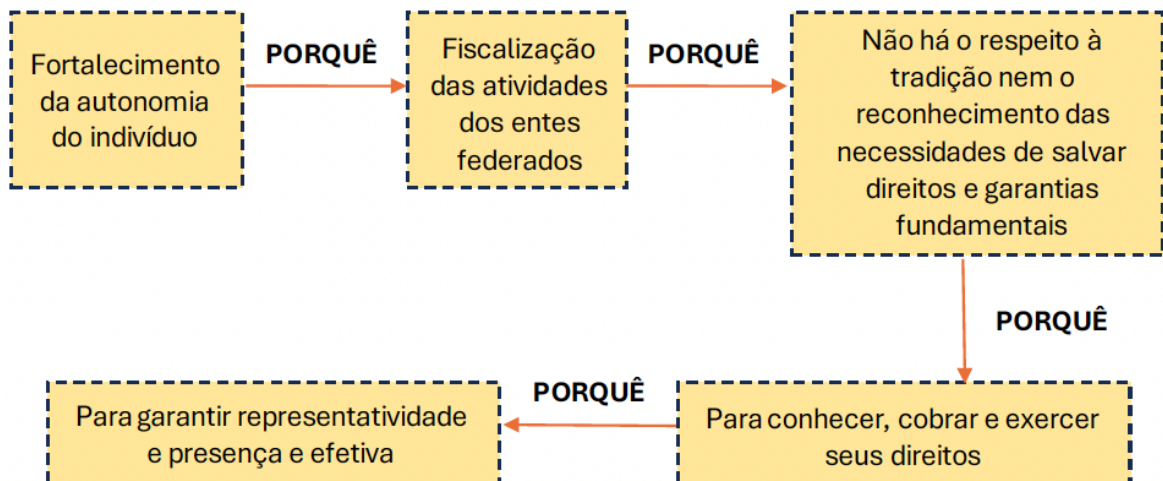 Fortalecimento
da autonomia
do indivíduo
PORQUÊ
Fiscalização
das atividades
dos entes
federados
PORQUÊ
Não há o respeito à
tradição nem o
reconhecimento das
necessidades de salvar
direitos e garantias
fundamentais
PORQUÊ
Para conhecer, cobrar e exercer
seus direitos
PORQUÊ
Para garantir representatividade
e presença e efetiva